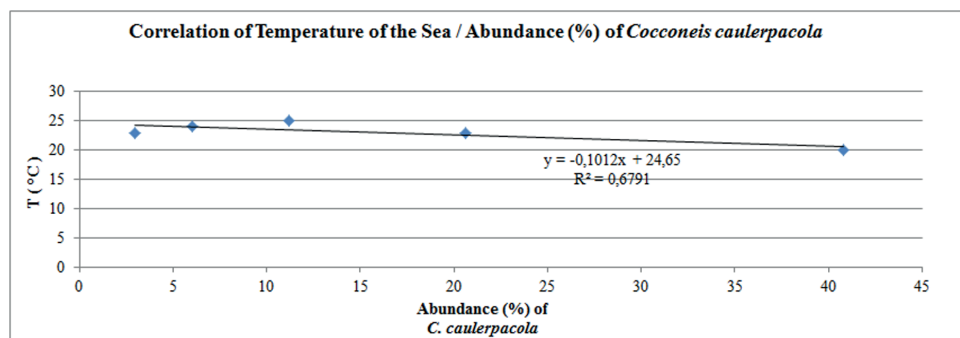 Correlation of Temperature of the Sea / Abundance (%) of Cocconeis caulerpacola
30
25
20
15
10
5
0
T ( °C)
y = -0,1012x + 24,65
R² = 0,6791
0 5 10 15 20 25 30 35 40 45
Abundance (%) of
C. caulerpacola